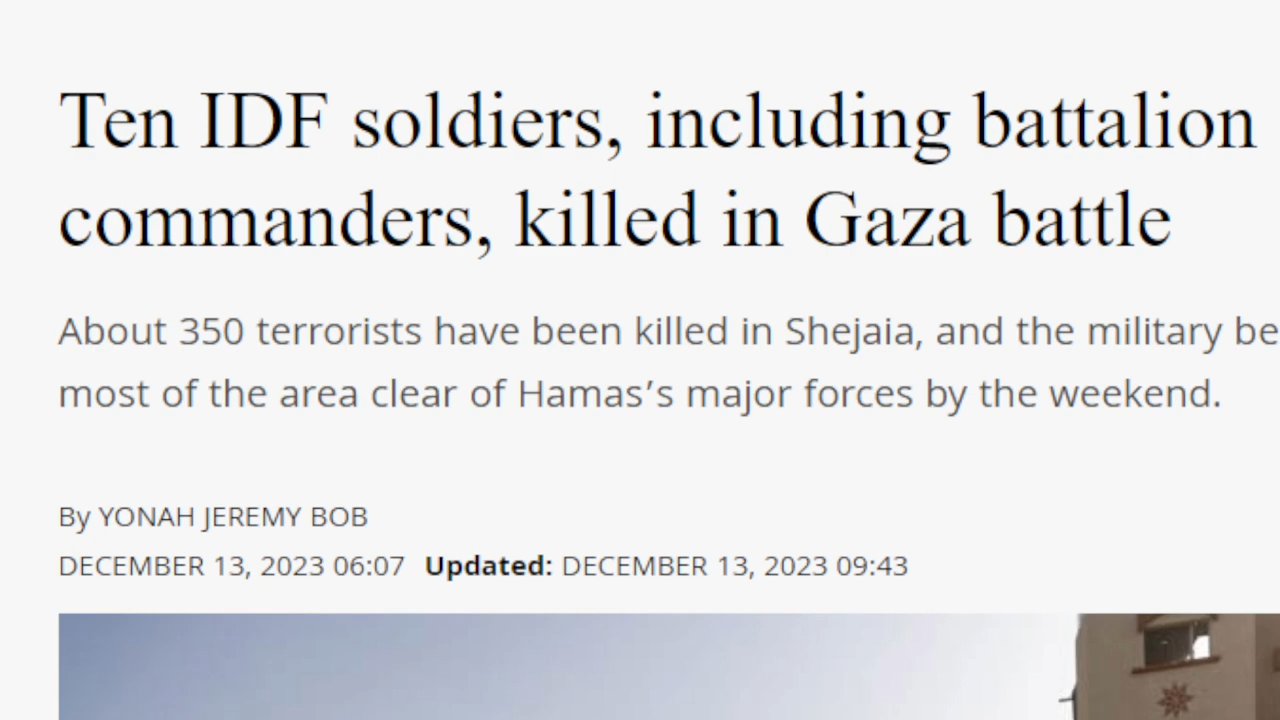 Ten IDF soldiers, including battalion
commanders, killed in Gaza battle
About 350 terrorists have been killed in Shejaia, and the military be
most of the area clear of Hamas’s major forces by the weekend.
By YONAH JEREMY BOB
DECEMBER 13, 2023 06:07 Updated: DECEMBER 13, 2023 09:43